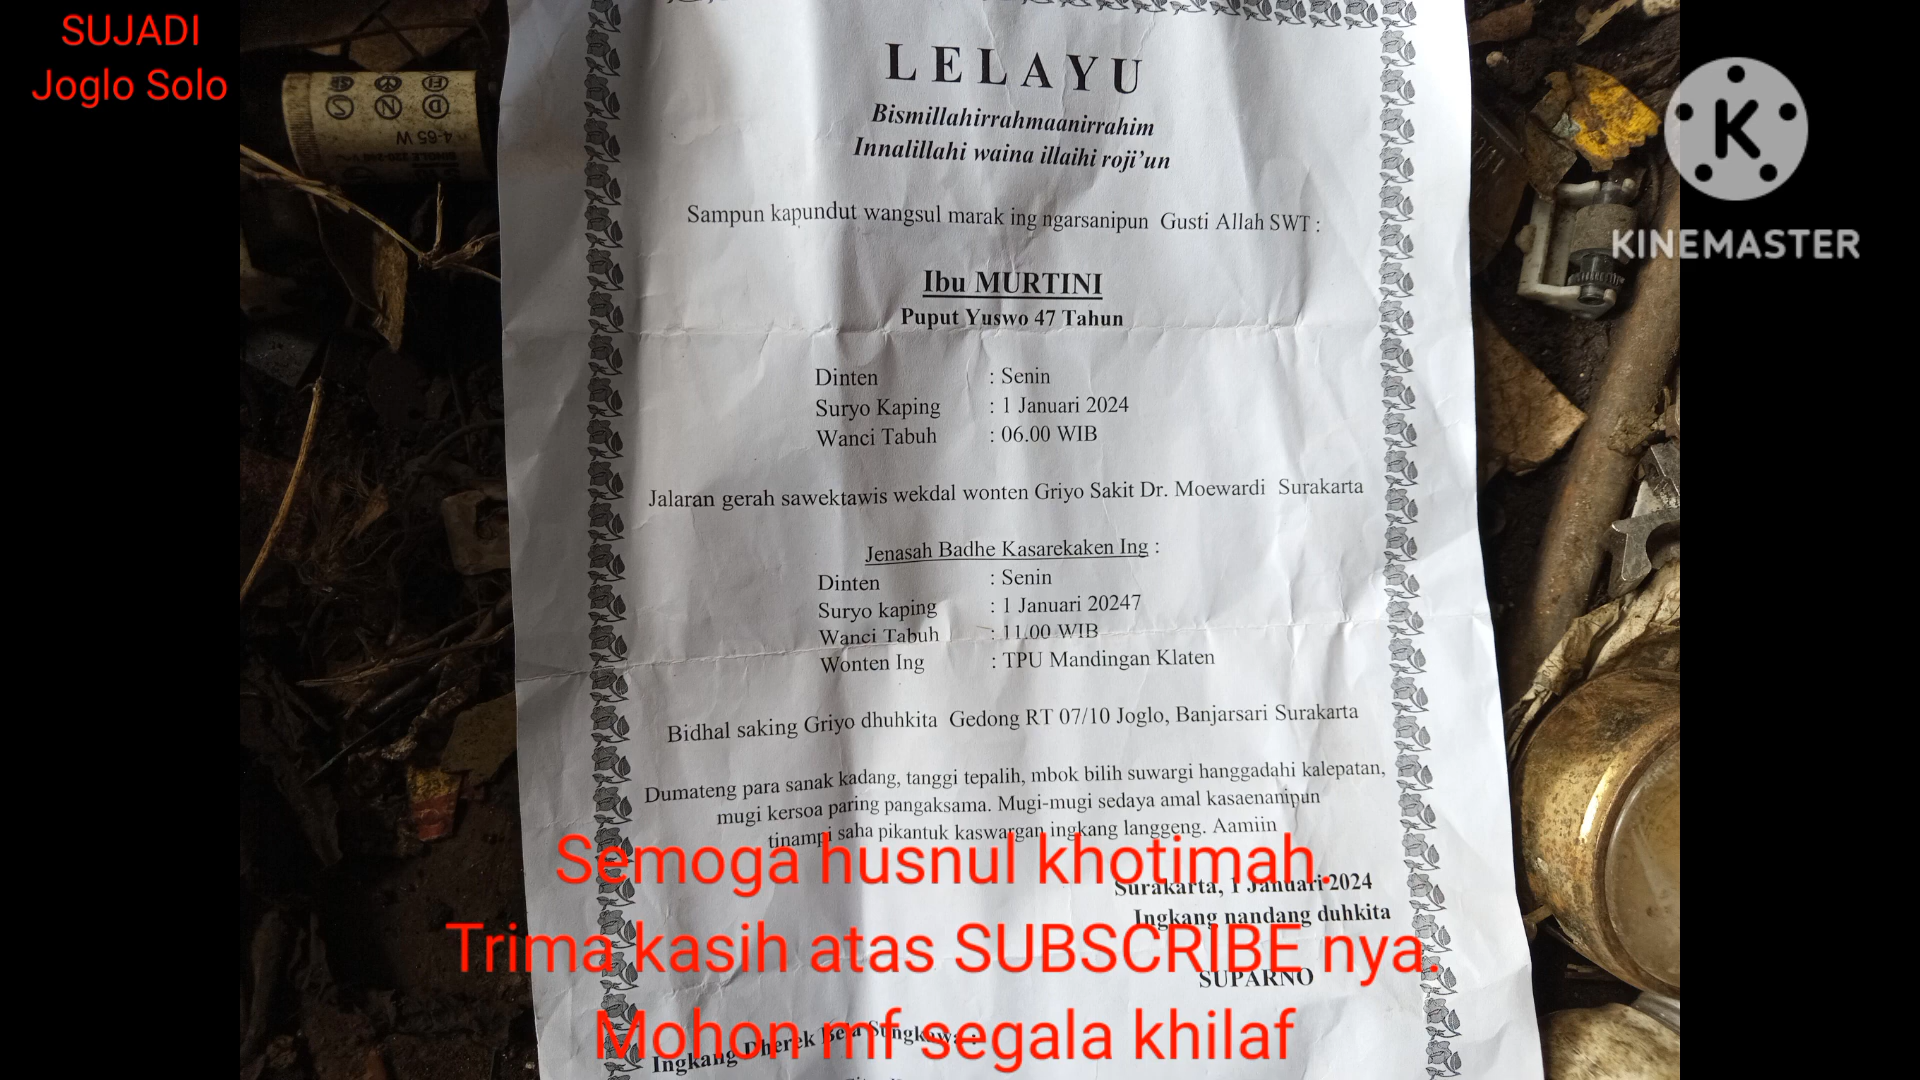 SUJADI
Joglo Solo
KINEMASTER
4-65 W
LELAYU
Bismillahirrahmaanirrahim
Innalillahi waina illaihi roji'un
Sampun kapundut wangsul marak ing ngarsanipun Gusti Allah SWT :
Ibu MURTINI
Puput Yuswo 47 Tahun
Dinten : Senin
Suryo Kaping : 1 Januari 2024
Wanci Tabuh : 06.00 WIB
Jalaran gerah sawektawis wekdal wonten Griyo Sakit Dr. Moewardi Surakarta
Jenasah Badhe Kasarekaken Ing :
Dinten : Senin
Suryo kaping : 1 Januari 20247
Wanci Tabuh : 11.00 WIB
Wonten Ing : TPU Mandingan Klaten
Bidhal saking Griyo dhuhkita Gedong RT 07/10 Joglo, Banjarsari Surakarta
Dumateng para sanak kadang, tanggi tepalih, mbok bilih suwargi hanggadahi kalepatan,
mugi kersoa paring pangaksama. Mugi-mugi sedaya amal kasaenanipun
tinampi saha pikantuk kaswargan ingkang langgeng. Aamiin
Semoga husnul khotimah.
Surakarta, 1 Januari 2024
Ingkang nandang duhkita
Trima kasih atas SUBSCRIBE nya.
SUPARNO
Mohon mf segala khilaf
Ingkang Dherek Bela Sungkawa :